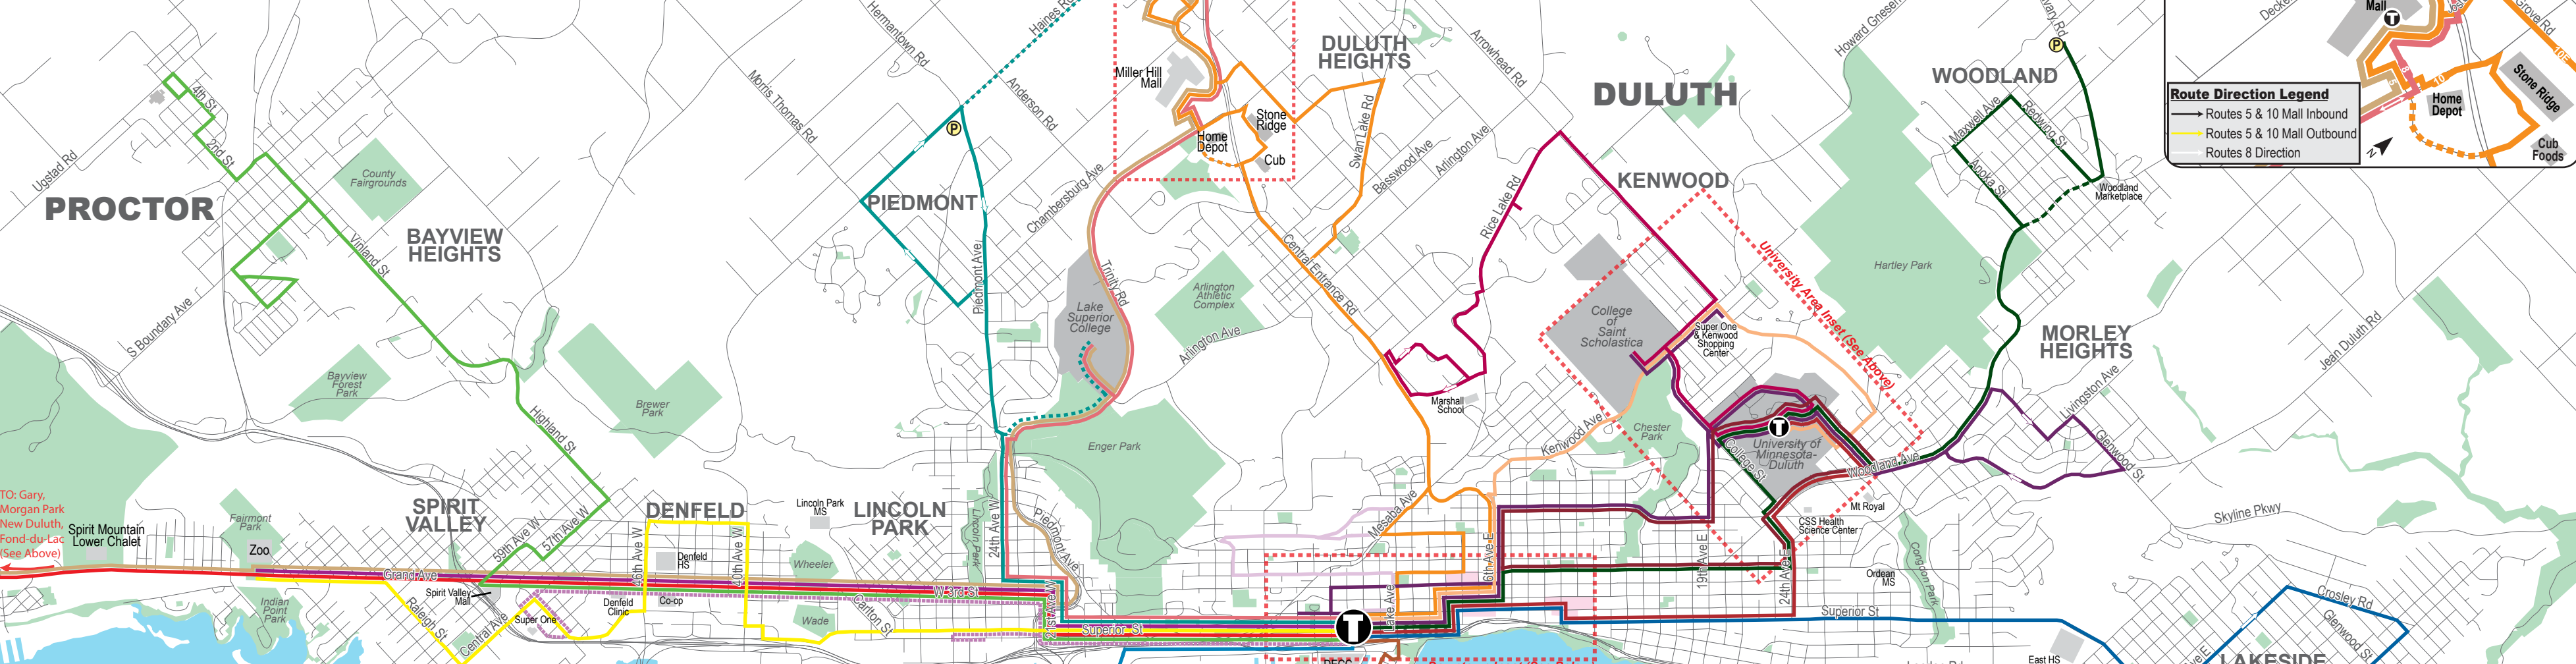 Hermantown Rd
Haines Rd
Morris Thomas Rd
Anderson Rd
Miller Hill
Mall
DULUTH
HEIGHTS
Arrowhead Rd
DULUTH
WOODLAND
P
Mall
T
Grove Rd
10E
Route Direction Legend
Routes 5 & 10 Mall Inbound
Routes 5 & 10 Mall Outbound
Routes 8 Direction
N
8
5
10
Home
Depot
Stone Ridge
Cub
Foods
4th St
2nd St
Ugstad Rd
PROCTOR
County
Fairgrounds
BAYVIEW
HEIGHTS
Vinland St
S Boundary Ave
Bayview
Forest
Park
Brewer
Park
Highland St
P
PIEDMONT
Piedmont Ave
Chambersburg Ave
Trinity Rd
Lake
Superior
College
Arlington
Athletic
Complex
Arlington Ave
Enger Park
Home
Depot
Stone
Ridge
Cub
Swan Lake Rd
Basswood Ave
Arlington Ave
Central Entrance Rd
Rice Lake Rd
KENWOOD
Marshall
School
College
of
Saint
Scholastica
Super One
& Kenwood
Shopping
Center
University Area Inset (See Above)
Kenwood Ave
Chester
Park
T
University of
Minnesota-
Duluth
College St
Woodland Ave
Hartley Park
Maxwell Ave
Redwing St
Anoka St
Woodland
Marketplace
MORLEY
HEIGHTS
Livingston Ave
Glenwood St
Jean Duluth Rd
Skyline Pkwy
Mt Royal
CSS Health
Science Center
Ordean
MS
Congdon Park
19th Ave E
24th Ave E
6th Ave E
Mesaba Ave
Lake Ave
Superior St
TO: Gary,
Morgan Park
New Duluth,
Fond-du-Lac
(See Above)
Spirit Mountain
Lower Chalet
Fairmont
Park
Zoo
Indian
Point
Park
Grand Ave
SPIRIT
VALLEY
59th Ave W
57th Ave W
Spirit Valley
Mall
Raleigh St
Central Ave
Super One
DENFELD
46th Ave W
40th Ave W
Denfeld
HS
Denfeld
Clinic
Co-op
Lincoln Park
MS
LINCOLN
PARK
Wheeler
Wade
Carlton St
W 3rd St
Lincoln Park
24th Ave W
Piedmont Ave
21st Ave W
Superior St
T
DECC
East HS
LAKESIDE
Crosley Rd
Glenwood St